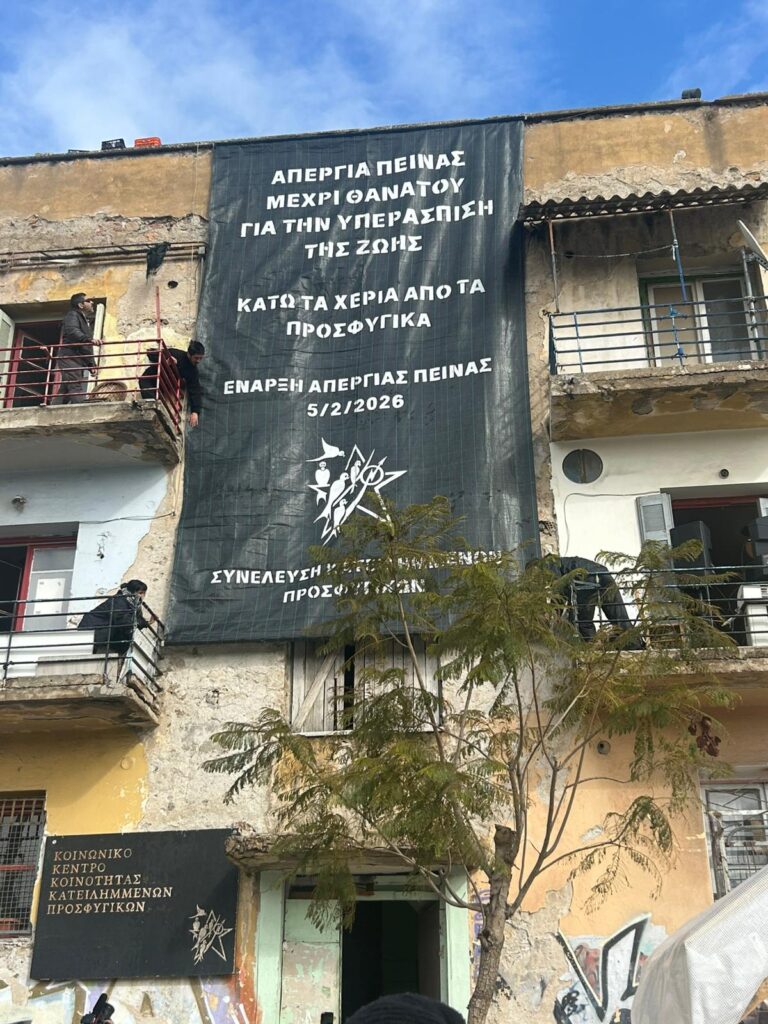 ΑΠΕΡΓΙΑ ΠΕΙΝΑΣ
ΜΕΧΡΙ ΘΑΝΑΤΟΥ
ΓΙΑ ΤΗΝ ΥΠΕΡΑΣΠΙΣΗ
ΤΗΣ ΖΩΗΣ
ΚΑΤΩ ΤΑ ΧΕΡΙΑ ΑΠΟ ΤΑ
ΠΡΟΣΦΥΓΙΚΑ
ΕΝΑΡΞΗ ΑΠΕΡΓΙΑΣ ΠΕΙΝΑΣ
5/2/2026
ΣΥΝΕΛΕΥΣΗ ΚΑΤΕΙΛΗΜΜΕΝΩΝ
ΠΡΟΣΦΥΓΙΚΩΝ
ΚΟΙΝΩΝΙΚΟ
ΚΕΝΤΡΟ
ΚΟΙΝΟΤΗΤΑΣ
ΚΑΤΕΙΛΗΜΜΕΝΩΝ
ΠΡΟΣΦΥΓΙΚΩΝ